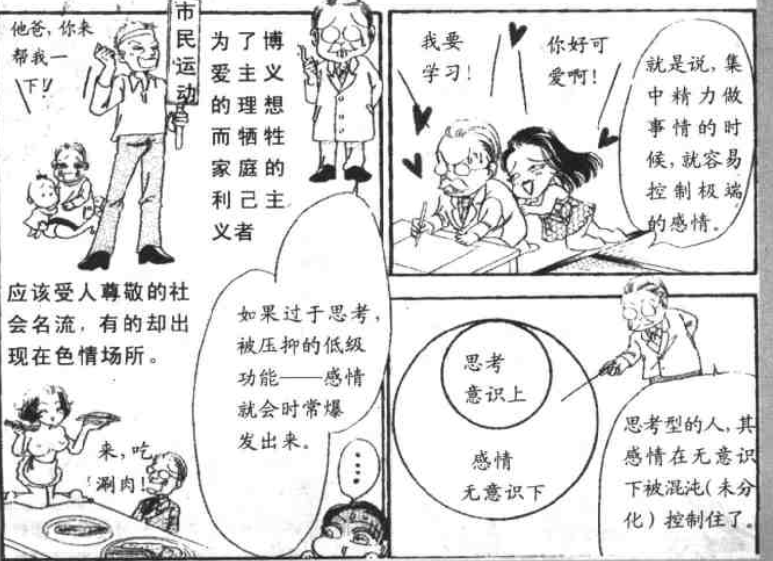 就是说，集
中精力做
事情的时
候，就容易
控制极端
的感情。
你好可
爱啊！
我要
学习！
思考
意识上
感情
无意识下
思考型的人，其
感情在无意识
下被混沌（未分
化）控制住了。
为了博
爱主义
的理想
而牺牲
家庭的
利己主
义者
市民运动
他爸，你来
帮我一
下！
如果过于思考，
被压抑的低级
功能——感情
就会时常爆
发出来。
应该受人尊敬的社
会名流，有的却出
现在色情场所。
来，吃
涮肉！
……